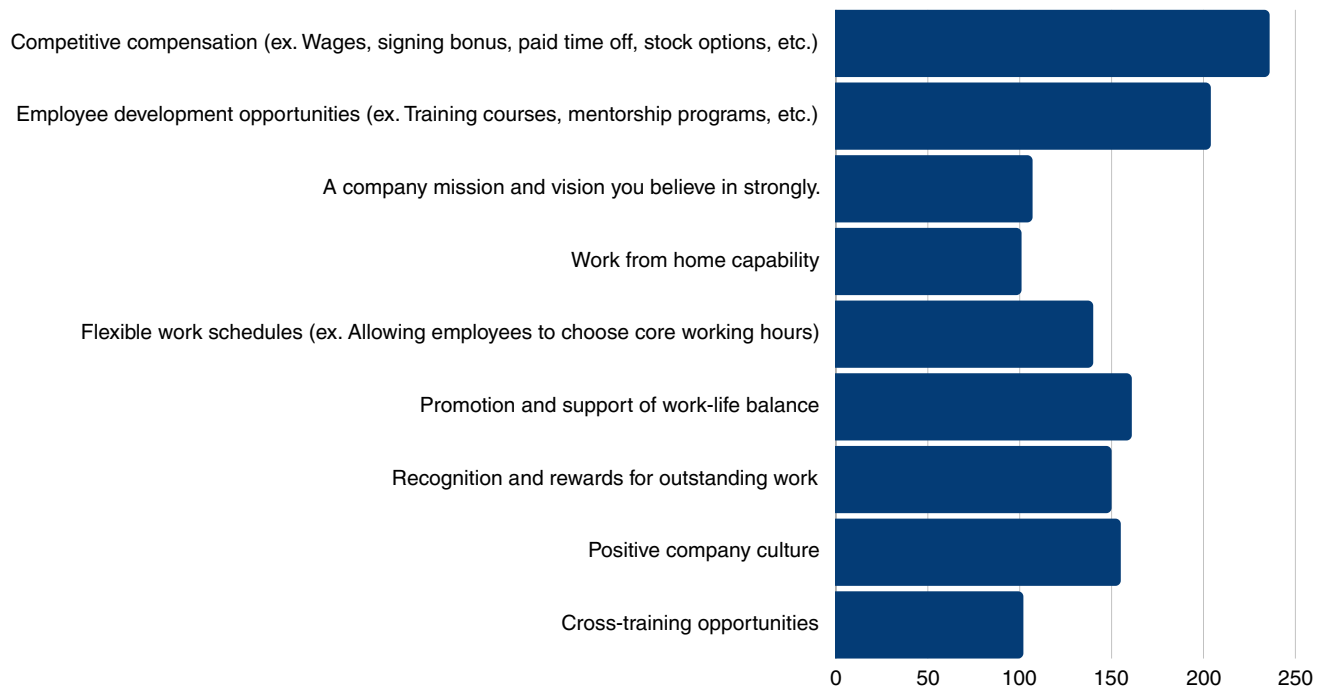 Competitive compensation (ex. Wages, signing bonus, paid time off, stock options, etc.)
Employee development opportunities (ex. Training courses, mentorship programs, etc.)
A company mission and vision you believe in strongly.
Work from home capability
Flexible work schedules (ex. Allowing employees to choose core working hours)
Promotion and support of work-life balance
Recognition and rewards for outstanding work
Positive company culture
Cross-training opportunities
0 50 100 150 200 250